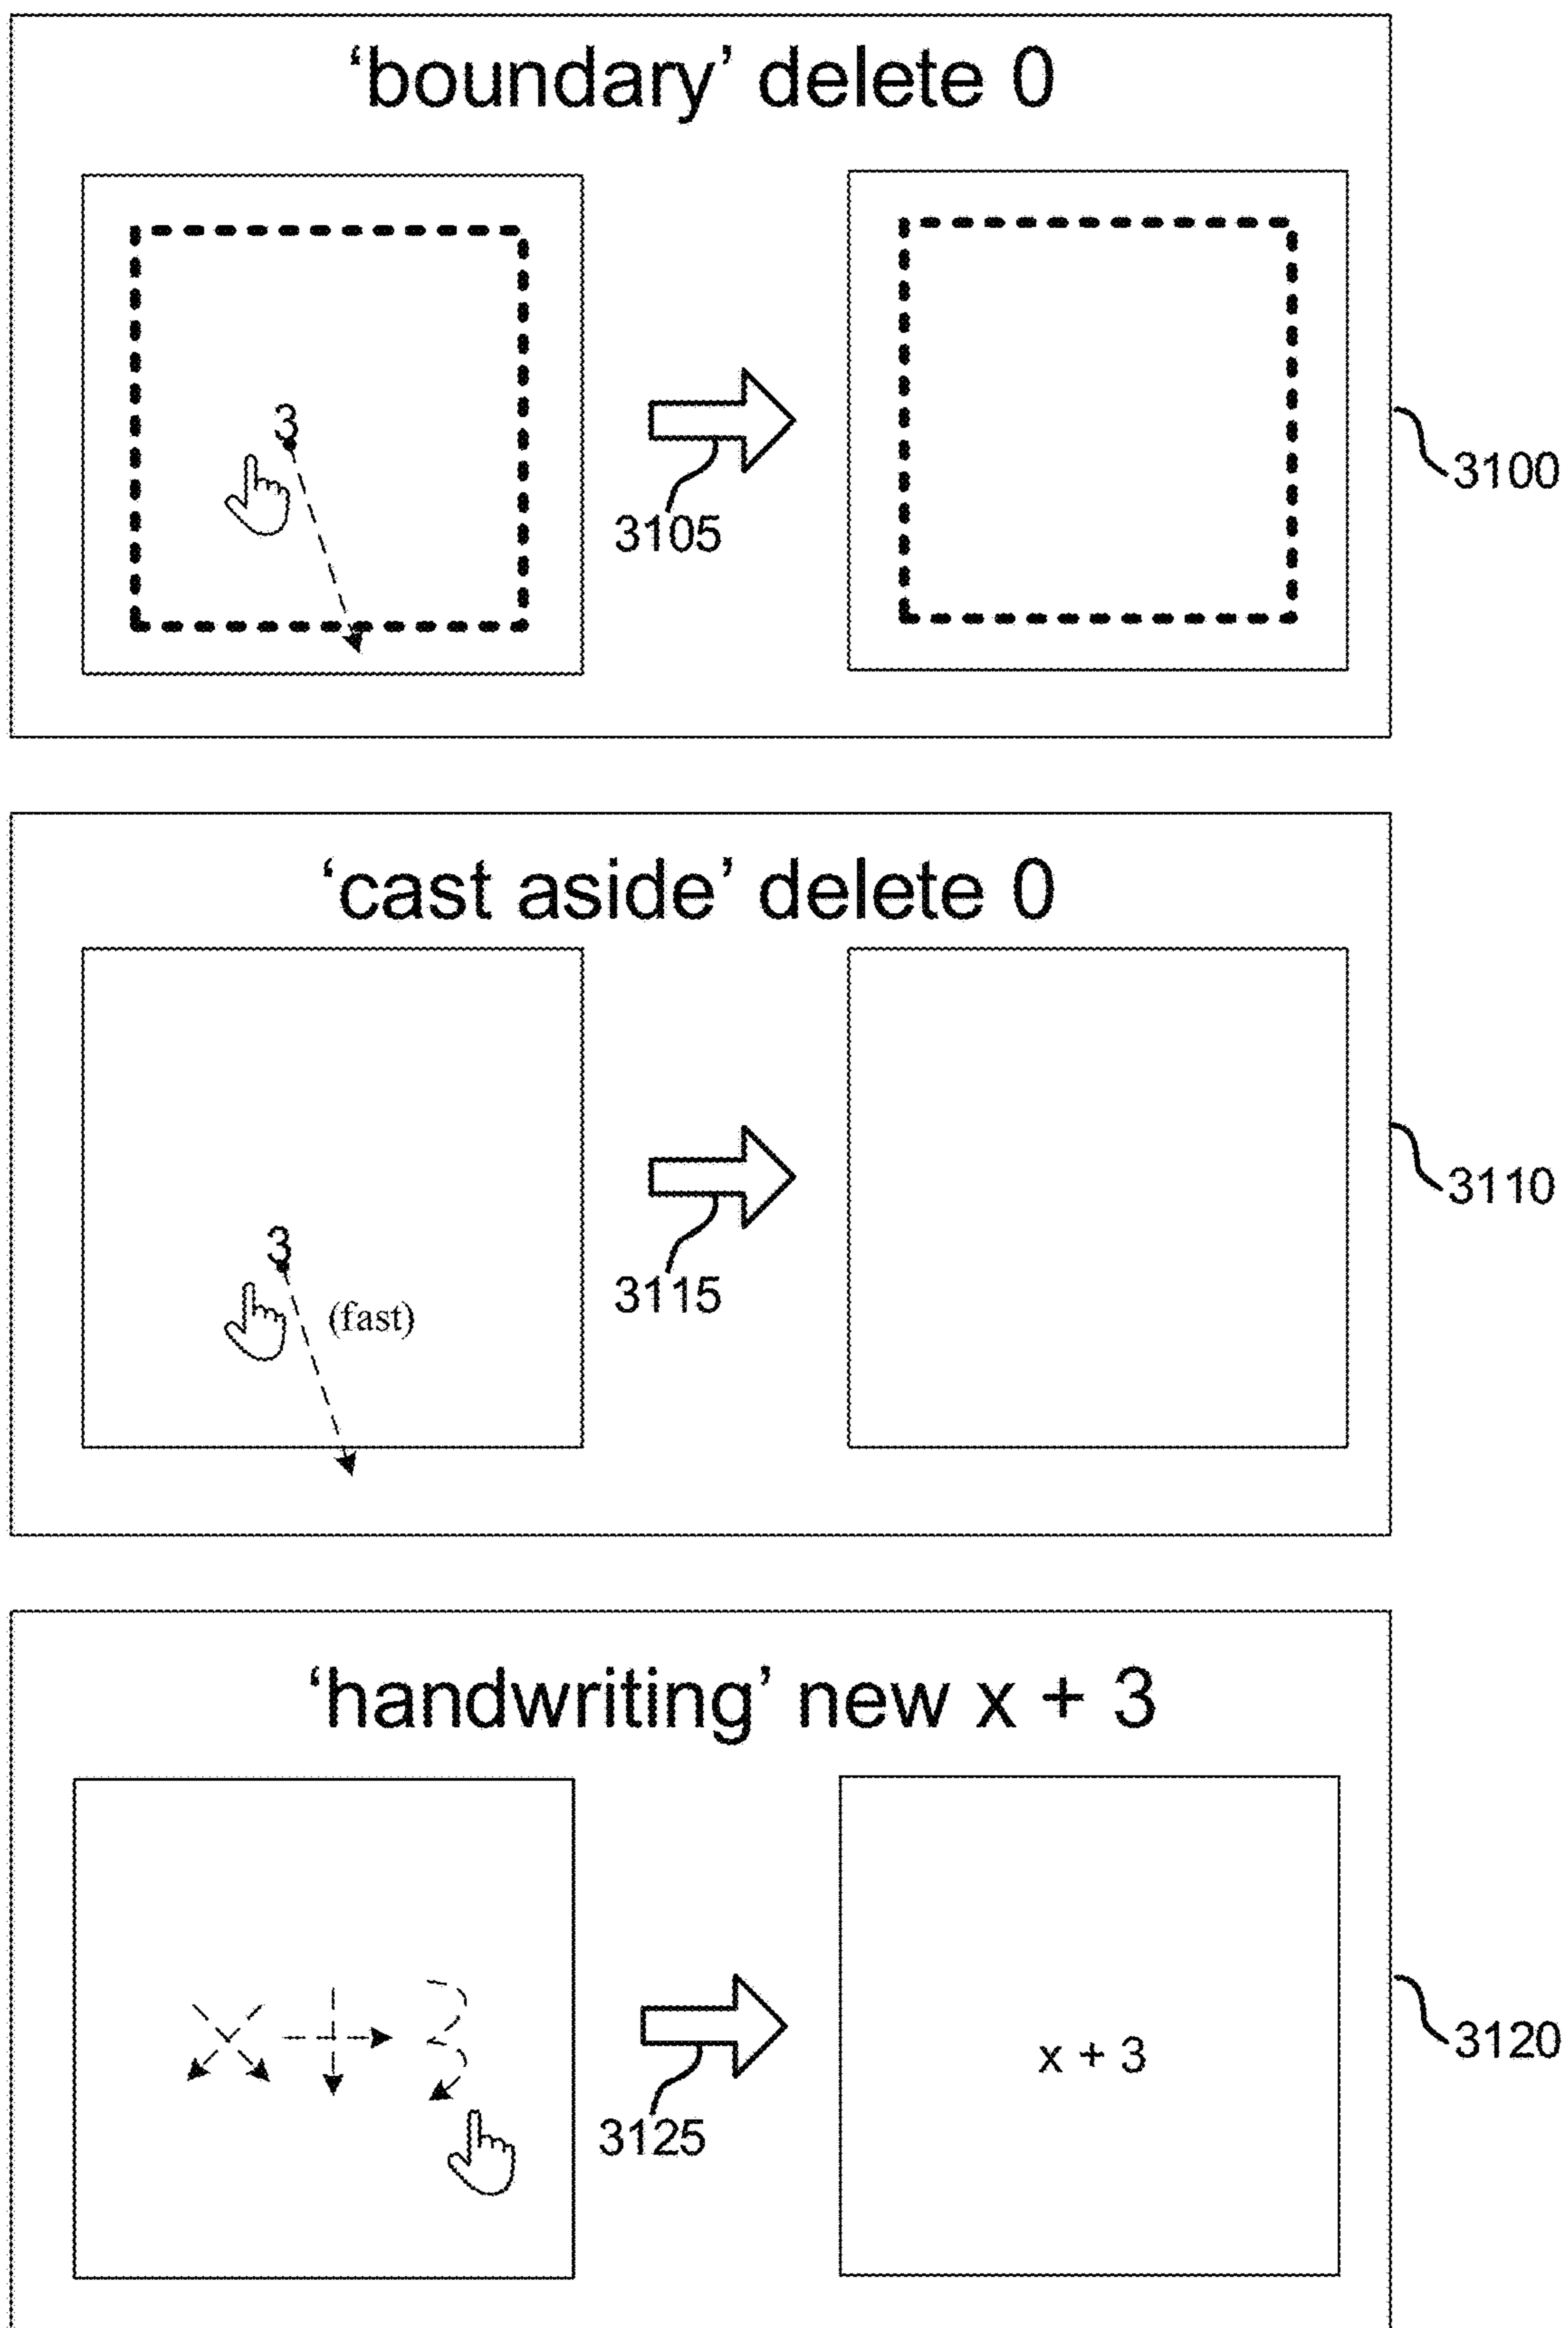 ‘boundary’ delete 0
3
3105
3100
‘cast aside’ delete 0
3
(fast)
3115
3110
‘handwriting’ new x + 3
x + 3
x + 3
3125
3120